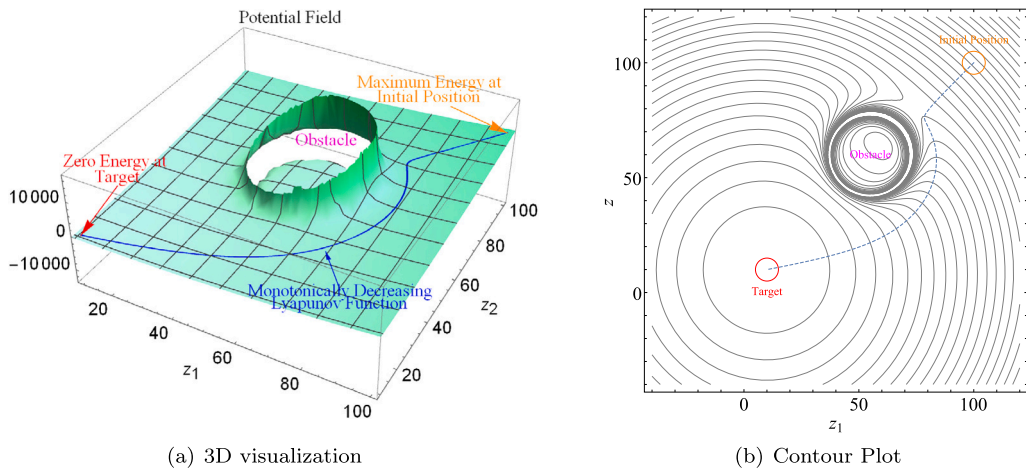 Potential Field
Maximum Energy at
Initial Position
Obstacle
Zero Energy at
Target
10 000
0
−10 000
Monotonically Decreasing
Lyapunov Function
20
40
60
80
100
z1
20
40
60
80
100
z2
(a) 3D visualization
Initial Position
Obstacle
Target
100
50
0
z
0
50
100
z1
(b) Contour Plot